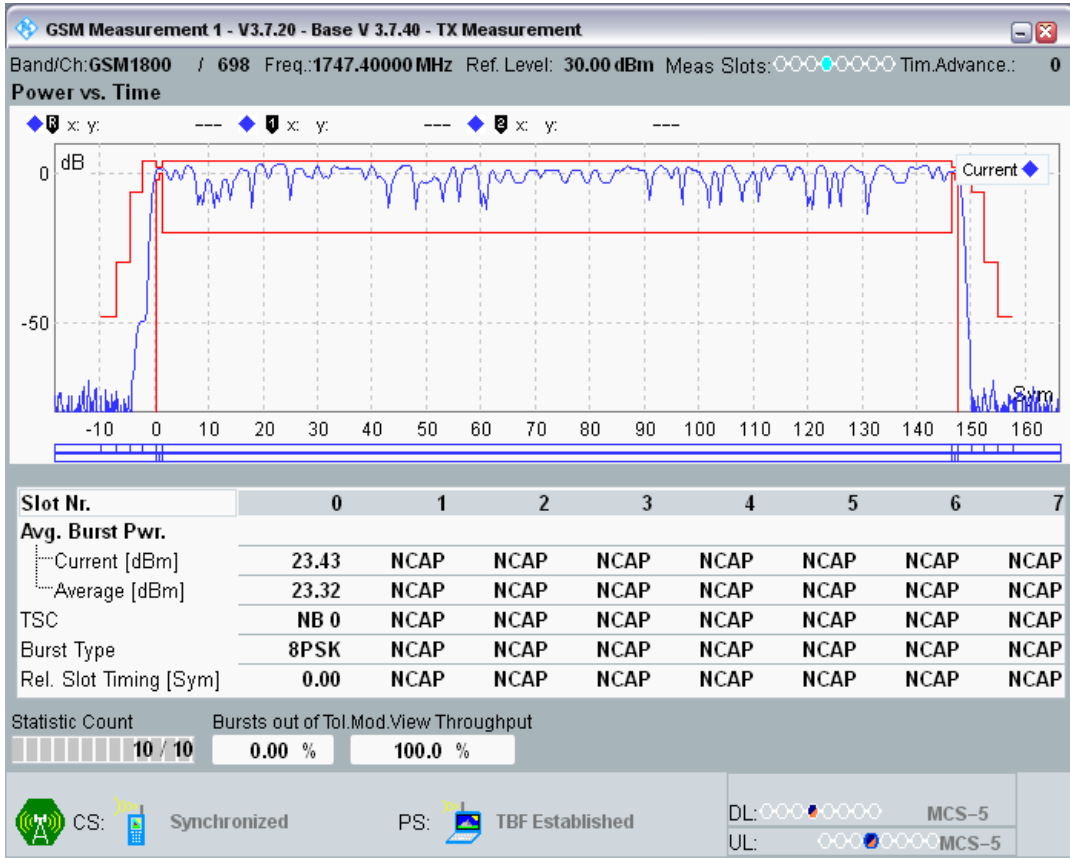 GSM Measurement 1 - V3.7.20 - Base V 3.7.40 - TX Measurement
Band/Ch:GSM1800 / 698 Freq.:1747.40000 MHz Ref. Level: 30.00 dBm Meas Slots: Tim.Advance.: 0
Power vs. Time
R x: y: --- 1 x: y: --- 2 x: y: ---
dB
Current
0
-50
Sym
-10 0 10 20 30 40 50 60 70 80 90 100 110 120 130 140 150 160
Slot Nr. 0 1 2 3 4 5 6 7
Avg. Burst Pwr.
Current [dBm] 23.43 NCAP NCAP NCAP NCAP NCAP NCAP NCAP
Average [dBm] 23.32 NCAP NCAP NCAP NCAP NCAP NCAP NCAP
TSC NB 0 NCAP NCAP NCAP NCAP NCAP NCAP NCAP
Burst Type 8PSK NCAP NCAP NCAP NCAP NCAP NCAP NCAP
Rel. Slot Timing [Sym] 0.00 NCAP NCAP NCAP NCAP NCAP NCAP NCAP
Statistic Count Bursts out of Tol.Mod.View Throughput
10 / 10 0.00 % 100.0 %
CS: Synchronized PS: TBF Established DL: MCS-5
UL: MCS-5